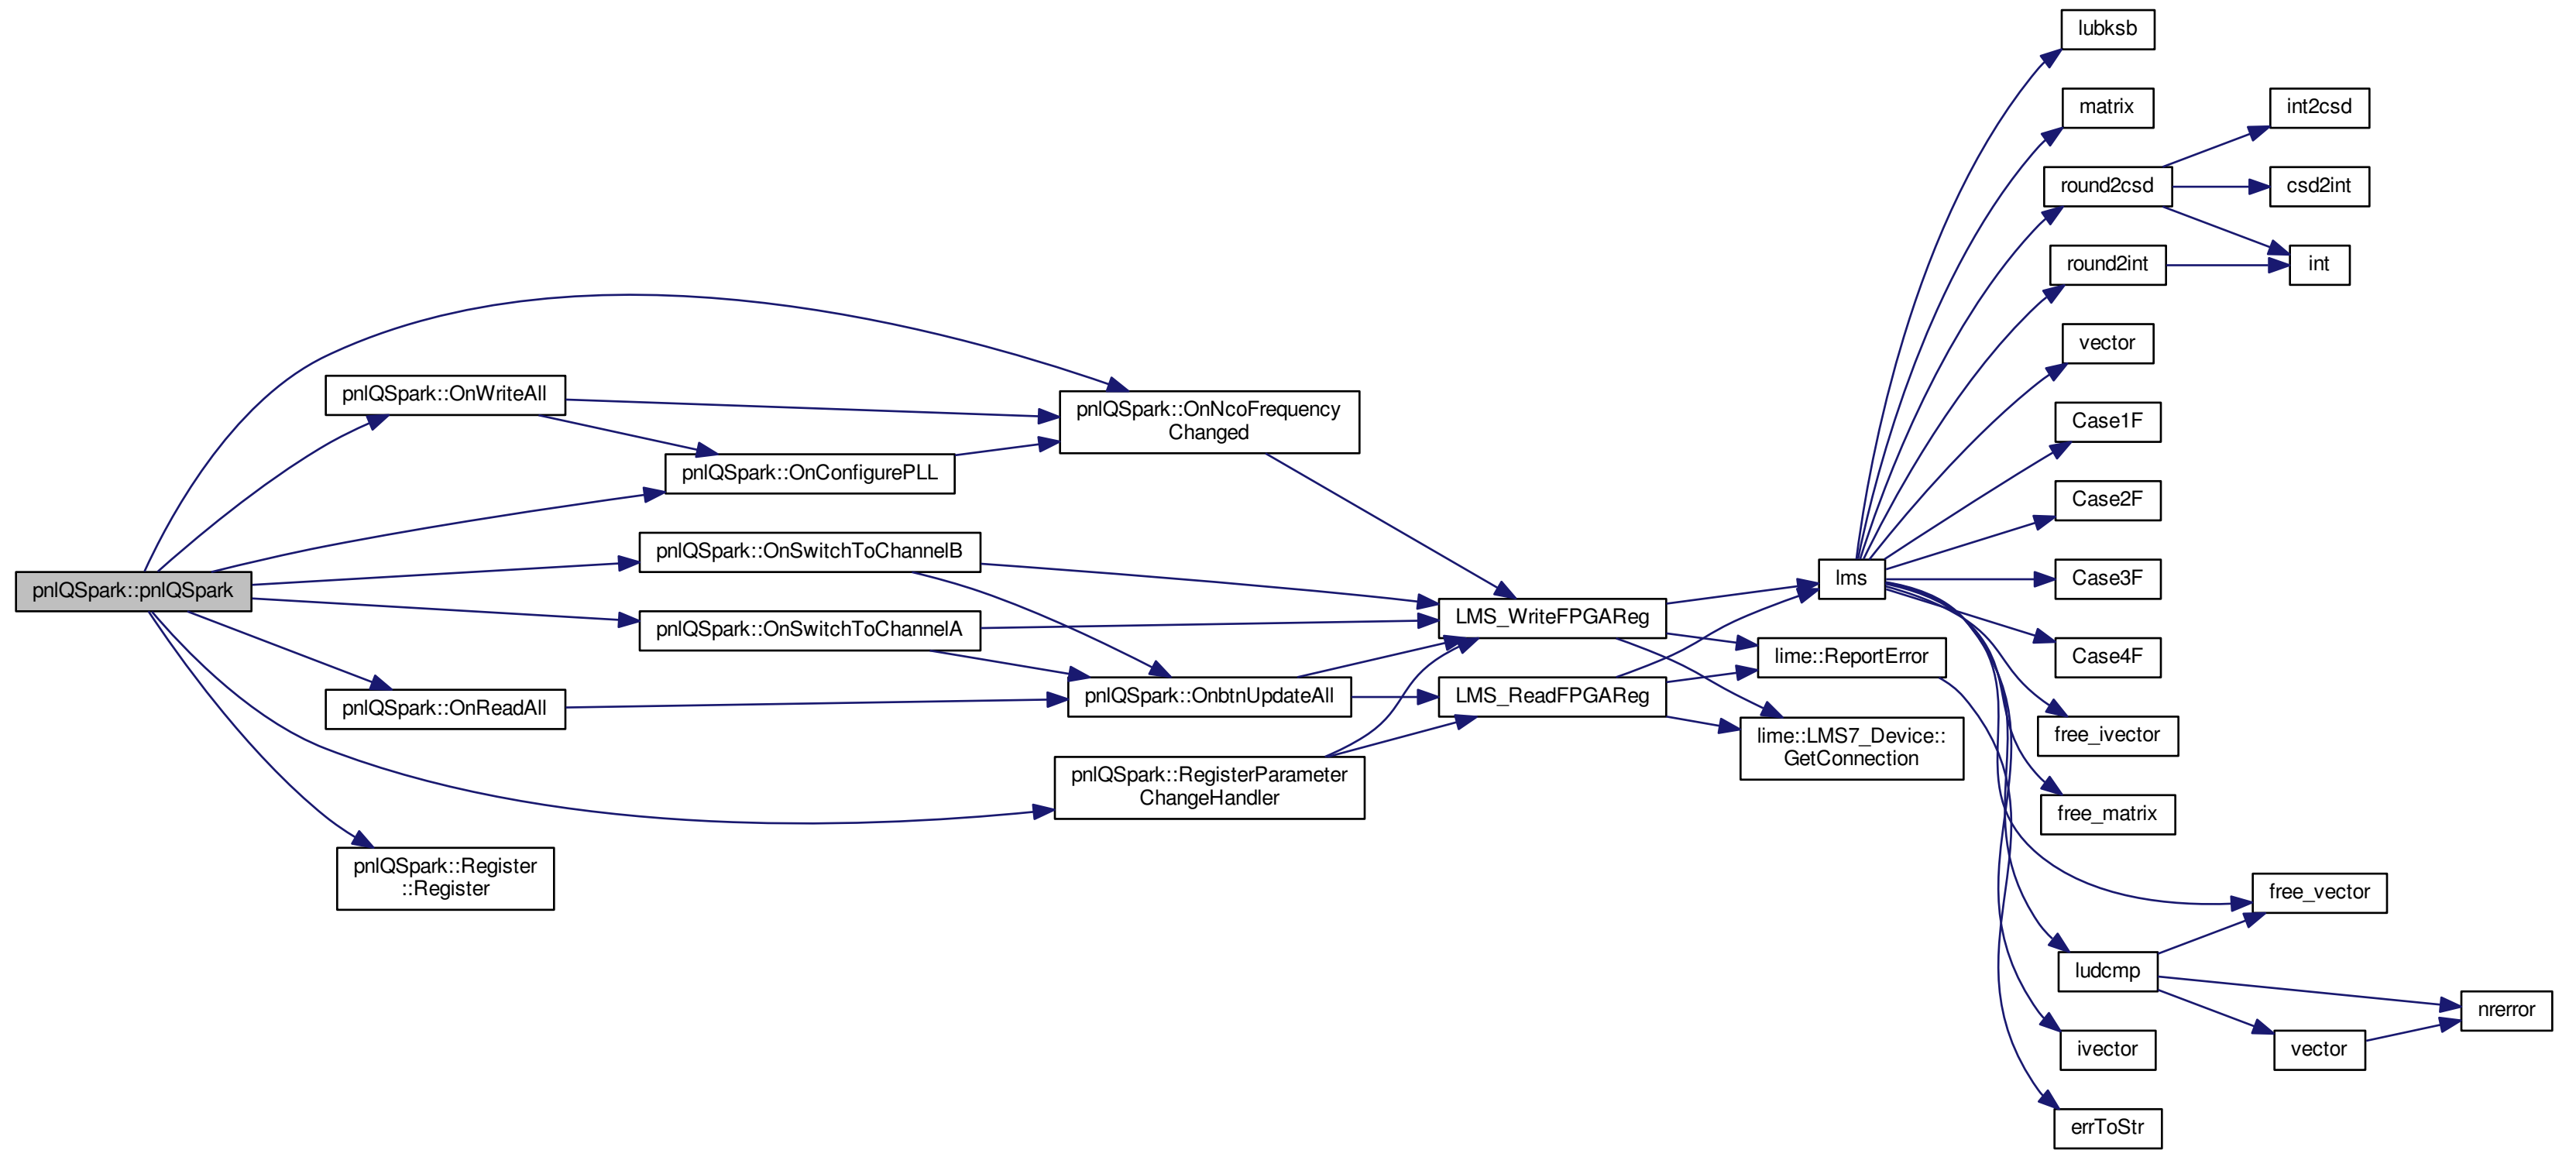 pnlQSpark::pnlQSpark
pnlQSpark::OnWriteAll
pnlQSpark::OnReadAll
pnlQSpark::Register
::Register
pnlQSpark::OnConfigurePLL
pnlQSpark::OnSwitchToChannelB
pnlQSpark::OnSwitchToChannelA
pnlQSpark::OnNcoFrequency
Changed
pnlQSpark::OnbtnUpdateAll
pnlQSpark::RegisterParameter
ChangeHandler
LMS_WriteFPGAReg
LMS_ReadFPGAReg
lms
lime::ReportError
lime::LMS7_Device::
GetConnection
lubksb
matrix
round2csd
round2int
vector
Case1F
Case2F
Case3F
Case4F
free_ivector
free_matrix
ludcmp
ivector
errToStr
int2csd
csd2int
int
free_vector
vector
nrerror